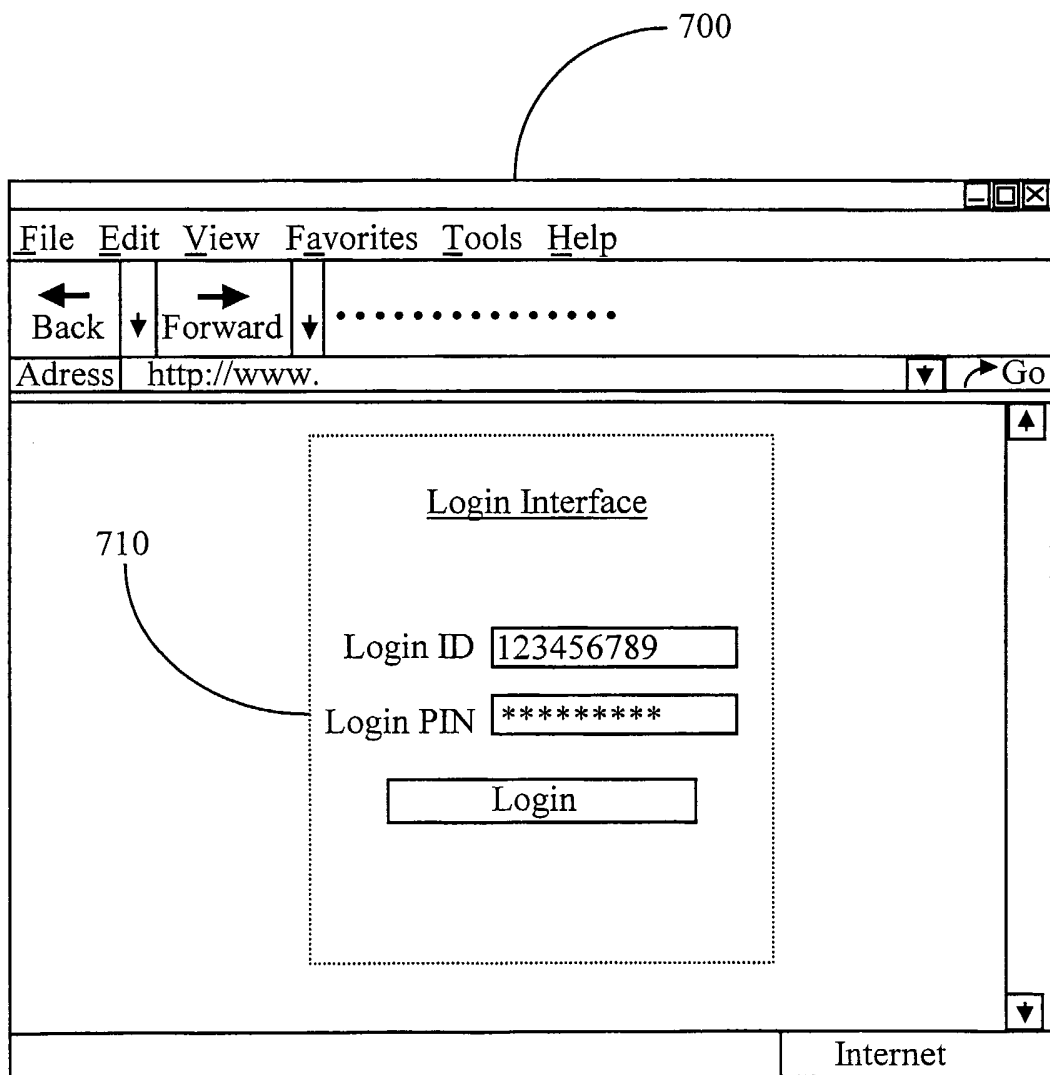 700
File Edit View Favorites Tools Help
Back Forward ...............
Adress http://www. Go
Login Interface
710
Login ID 123456789
Login PIN *********
Login
Internet